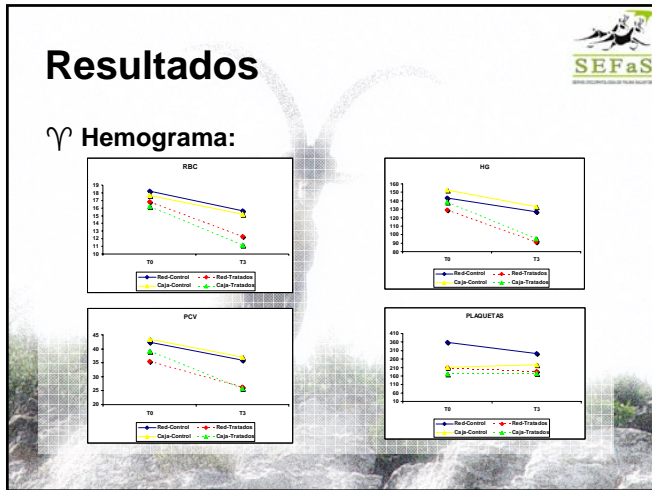 Resultados
SEFaS
♈ Hemograma:
RBC
19
18
17
16
15
14
13
12
11
10
T0
T3
Red-Control
Red-Tratados
Caja-Control
Caja-Tratados
HG
160
150
140
130
120
110
100
90
80
T0
T3
Red-Control
Red-Tratados
Caja-Control
Caja-Tratados
PCV
45
40
35
30
25
20
T0
T3
Red-Control
Red-Tratados
Caja-Control
Caja-Tratados
PLAQUETAS
410
360
310
260
210
160
110
60
10
T0
T3
Red-Control
Red-Tratados
Caja-Control
Caja-Tratados